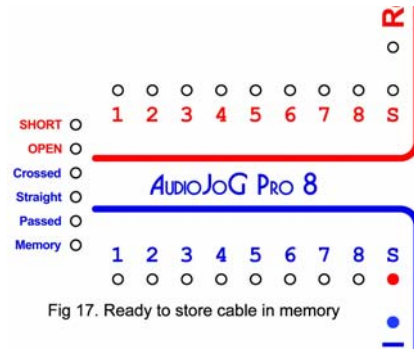 R
1 2 3 4 5 6 7 8 S
SHORT
OPEN
Crossed
Straight
Passed
Memory
AUDIOJOG PRO 8
1 2 3 4 5 6 7 8 S
Fig 17. Ready to store cable in memory